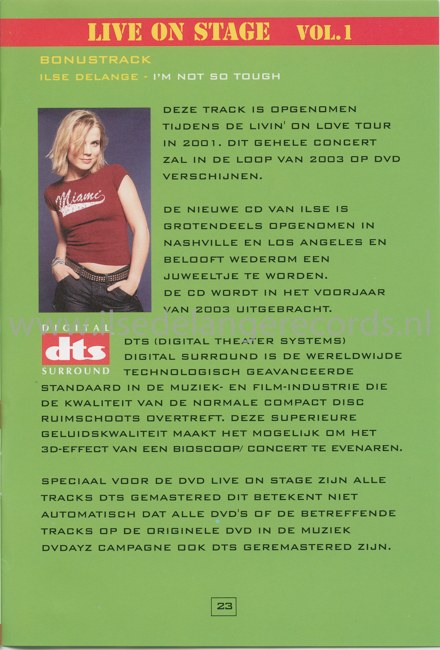 LIVE ON STAGE VOL.1
BONUSTRACK
ILSE DELANGE - I'M NOT SO TOUGH
DEZE TRACK IS OPGENOMEN
TIJDENS DE LIVIN' ON LOVE TOUR
IN 2001. DIT GEHELE CONCERT
ZAL IN DE LOOP VAN 2003 OP DVD
VERSCHIJNEN.
Miami
DE NIEUWE CD VAN ILSE IS
GROTENDEELS OPGENOMEN IN
NASHVILLE EN LOS ANGELES EN
BELOOFT WEDEROM EEN
JUWEELTJE TE WORDEN.
DE CD WORDT IN HET VOORJAAR
VAN 2003 UITGEBRACHT.
www.ilsedelangerecords.nl
DIGITAL
dts
SURROUND
DTS (DIGITAL THEATER SYSTEMS)
DIGITAL SURROUND IS DE WERELDWIJDE
TECHNOLOGISCH GEAVANCEERDE
STANDAARD IN DE MUZIEK- EN FILM-INDUSTRIE DIE
DE KWALITEIT VAN DE NORMALE COMPACT DISC
RUIMSCHOOTS OVERTREFT. DEZE SUPERIEURE
GELUIDSKWALITEIT MAAKT HET MOGELIJK OM HET
3D-EFFECT VAN EEN BIOSCOOP/ CONCERT TE EVENAREN.
SPECIAAL VOOR DE DVD LIVE ON STAGE ZIJN ALLE
TRACKS DTS GEMASTERED DIT BETEKENT NIET
AUTOMATISCH DAT ALLE DVD'S OF DE BETREFFENDE
TRACKS OP DE ORIGINELE DVD IN DE MUZIEK
DVDAYZ CAMPAGNE OOK DTS GEREMASTERED ZIJN.
23